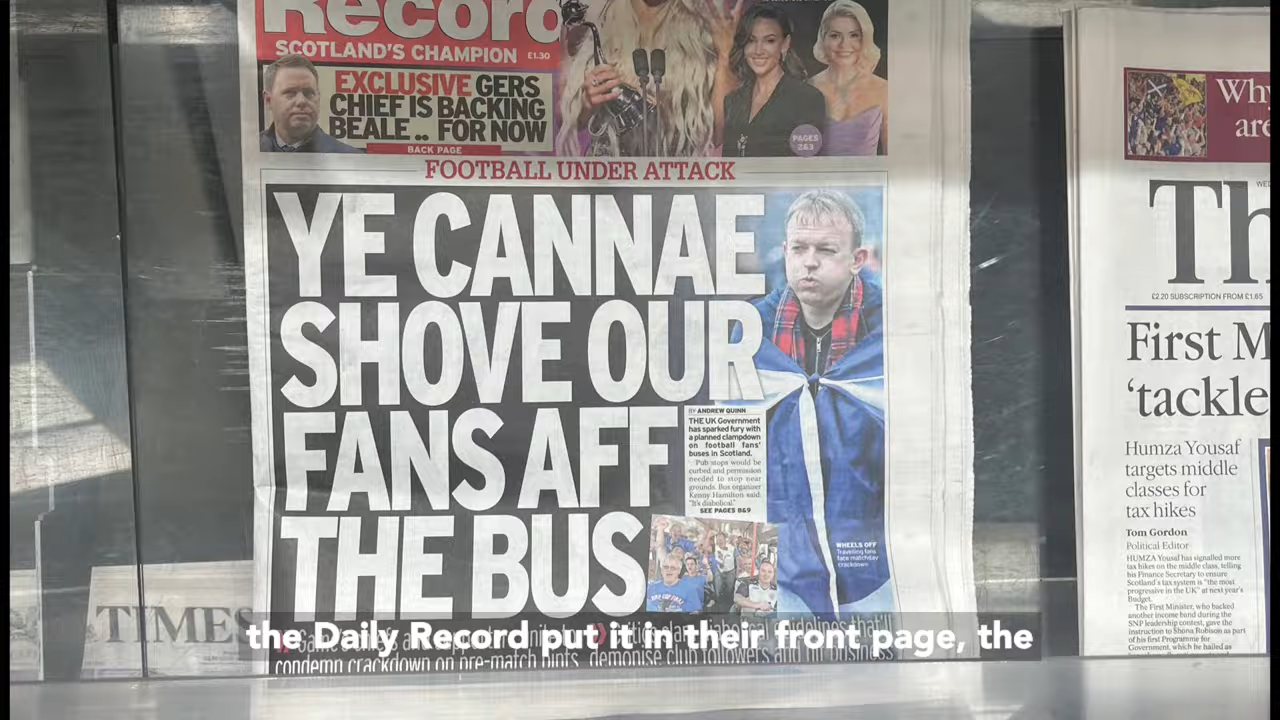 Record
SCOTLAND'S CHAMPION £1.30
EXCLUSIVE GERS
CHIEF IS BACKING
BEALE .. FOR NOW
BACK PAGE
PAGES
2&3
FOOTBALL UNDER ATTACK
YE CANNAE
SHOVE OUR
FANS AFF
THE BUS
BY ANDREW QUINN
THE UK Government
has sparked fury with
a planned clampdown
on football fans'
buses in Scotland.
Pub stops would be
curbed and permission
needed to stop near
grounds. Bus organiser
Kenny Hamilton said:
"It's diabolical."
SEE PAGES 8&9
WHEELS OFF
Travelling fans
face matchday
crackdown
condemn crackdown on pre-match pints, demonise club followers and hit business
TIMES
the Daily Record put it in their front page, the
Why
are
Th
£2.20 SUBSCRIPTION FROM £1.65
First M
'tackle
Humza Yousaf
targets middle
classes for
tax hikes
Tom Gordon
Political Editor
HUMZA Yousaf has signalled more
tax hikes on the middle class, telling
his Finance Secretary to ensure
Scotland's tax system is "the most
progressive in the UK" at next year's
Budget.
The First Minister, who backed
another income band during the
SNP leadership contest, gave the
instruction to Shona Robison as part
of his first Programme for
Government, which he hailed as